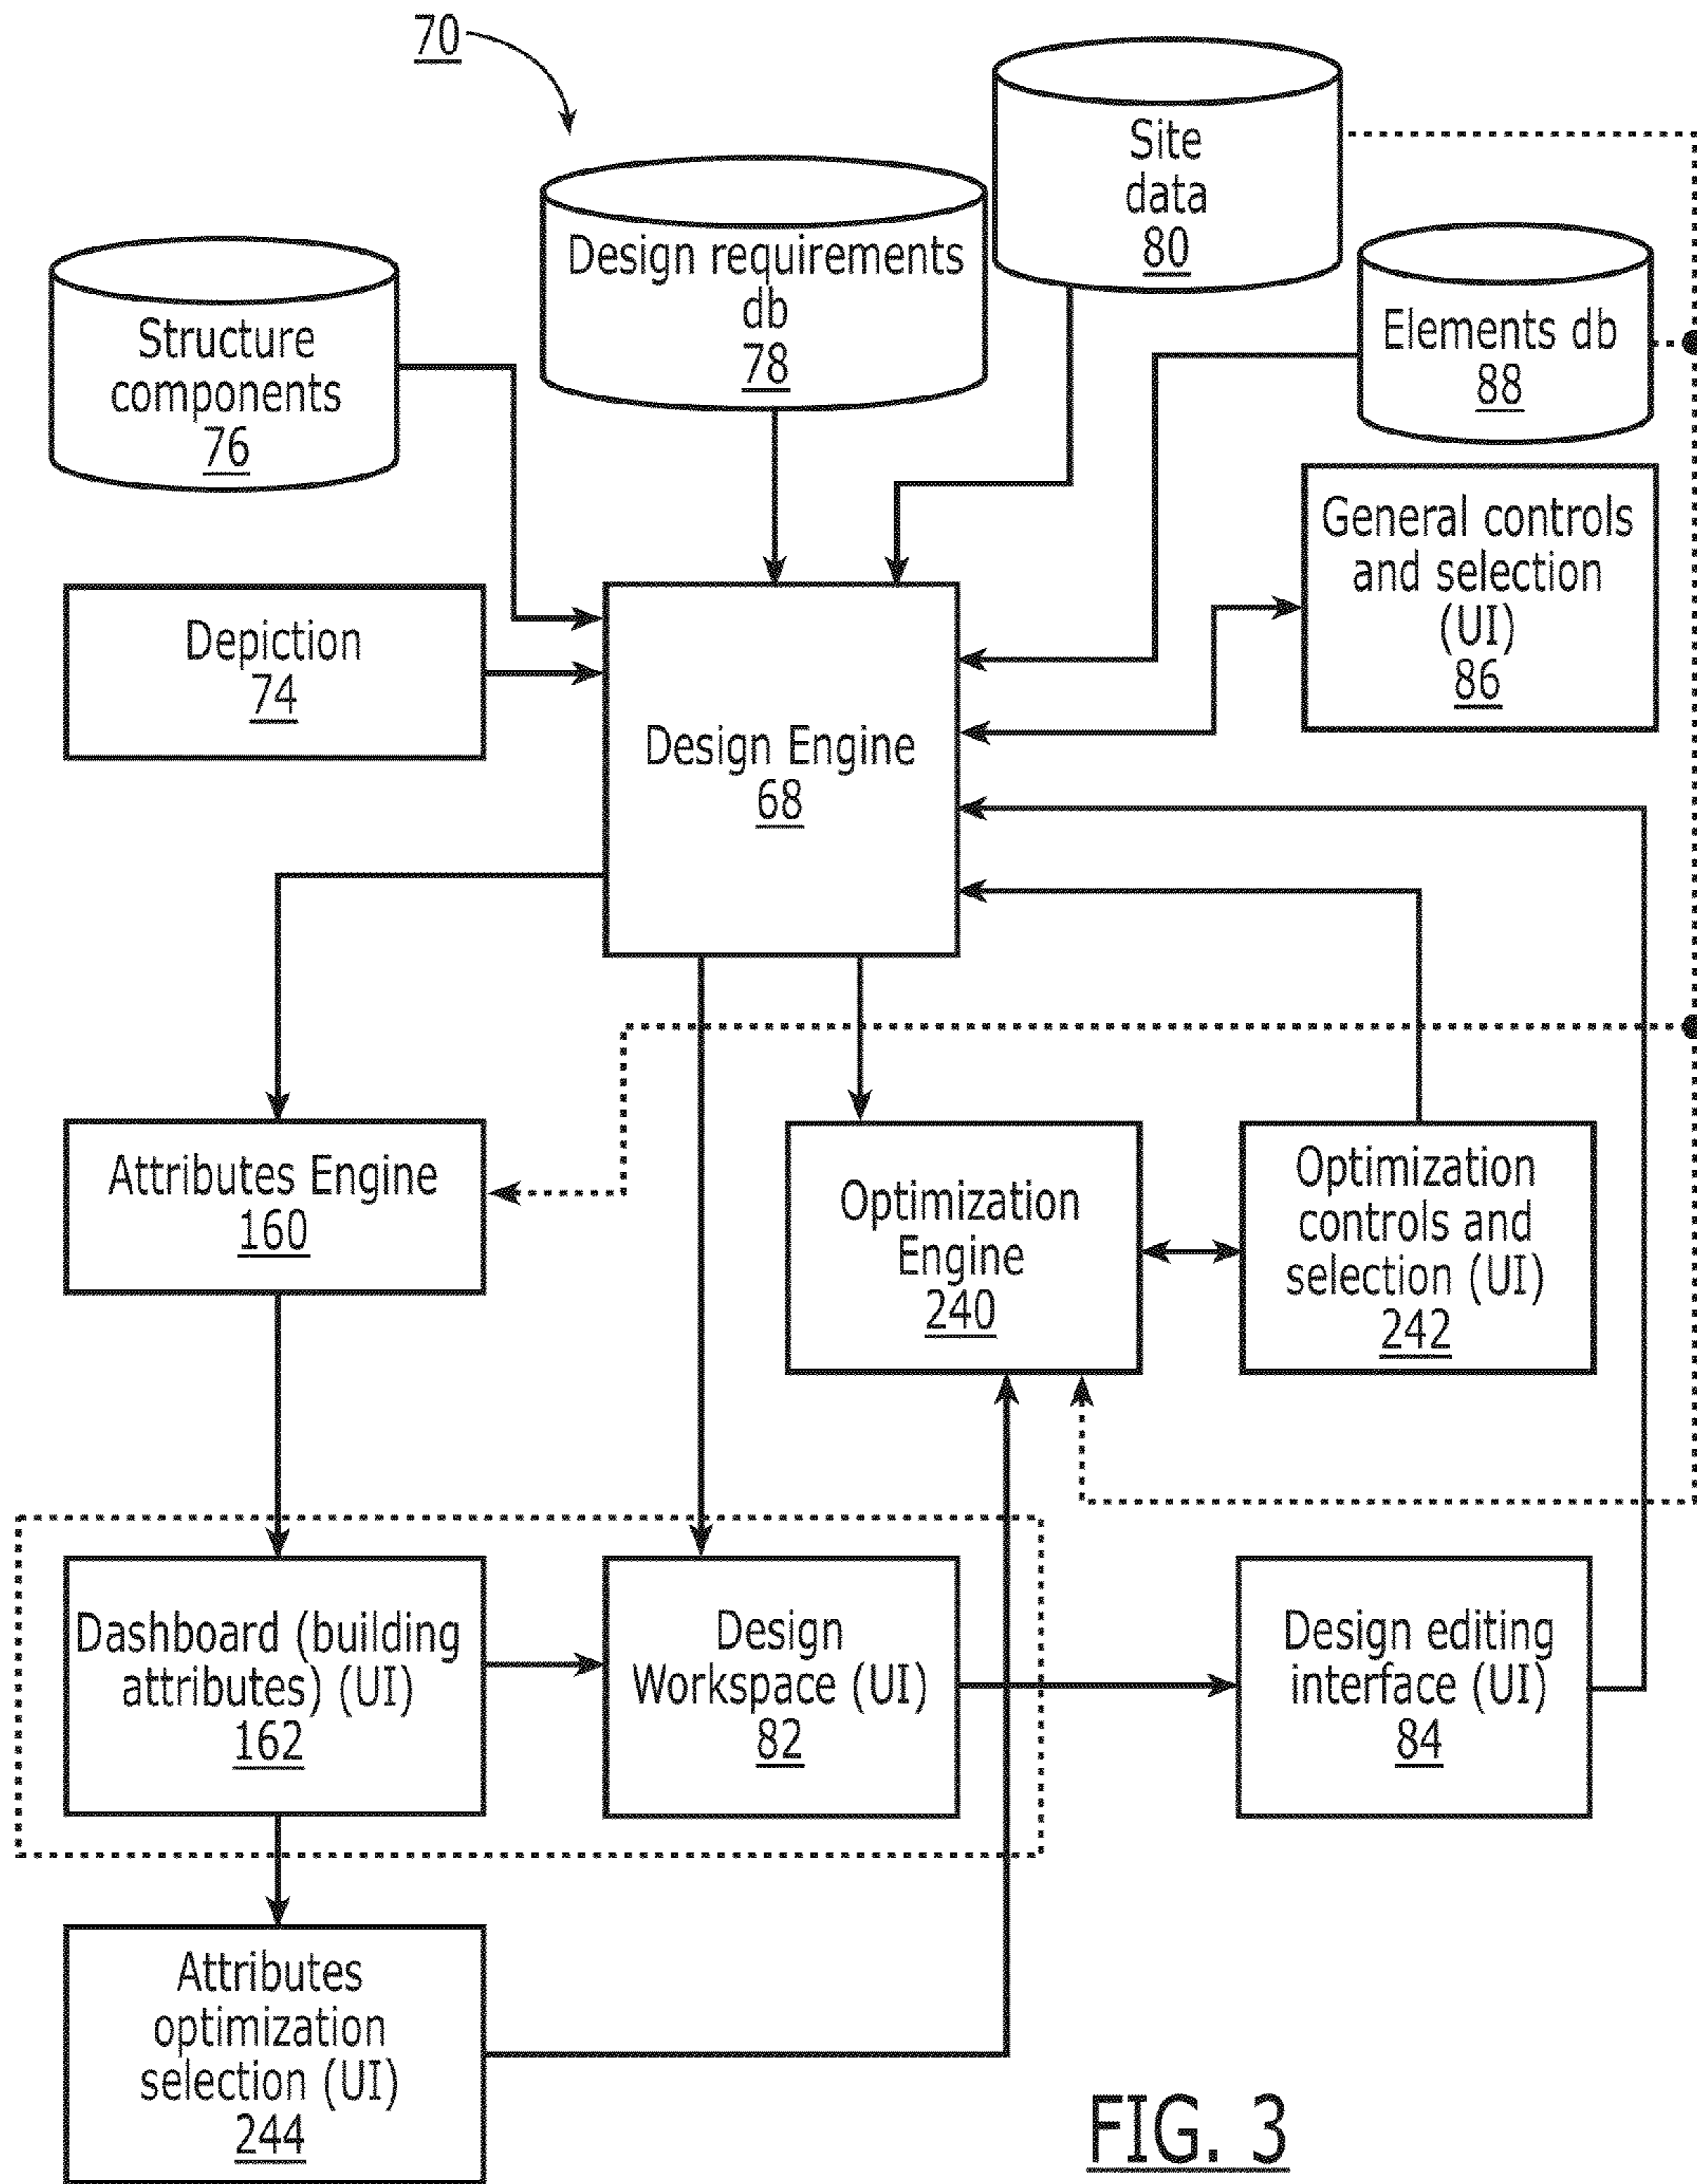 70
Site
data
80
Design requirements
db
78
Elements db
88
Structure
components
76
General controls
and selection
(UI)
86
Depiction
74
Design Engine
68
Attributes Engine
160
Optimization
Engine
240
Optimization
controls and
selection (UI)
242
Dashboard (building
attributes) (UI)
162
Design
Workspace (UI)
82
Design editing
interface (UI)
84
Attributes
optimization
selection (UI)
244
FIG. 3